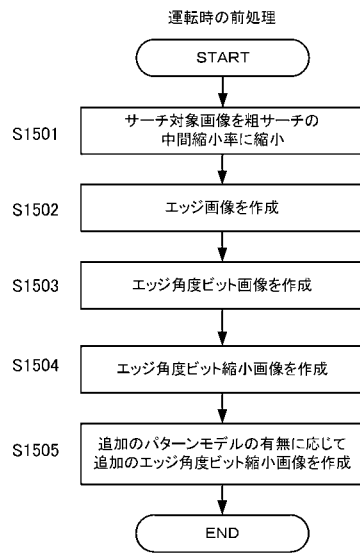 運転時の前処理
START
S1501
サーチ対象画像を粗サーチの
中間縮小率に縮小
S1502
エッジ画像を作成
S1503
エッジ角度ビット画像を作成
S1504
エッジ角度ビット縮小画像を作成
S1505
追加のパターンモデルの有無に応じて
追加のエッジ角度ビット縮小画像を作成
END